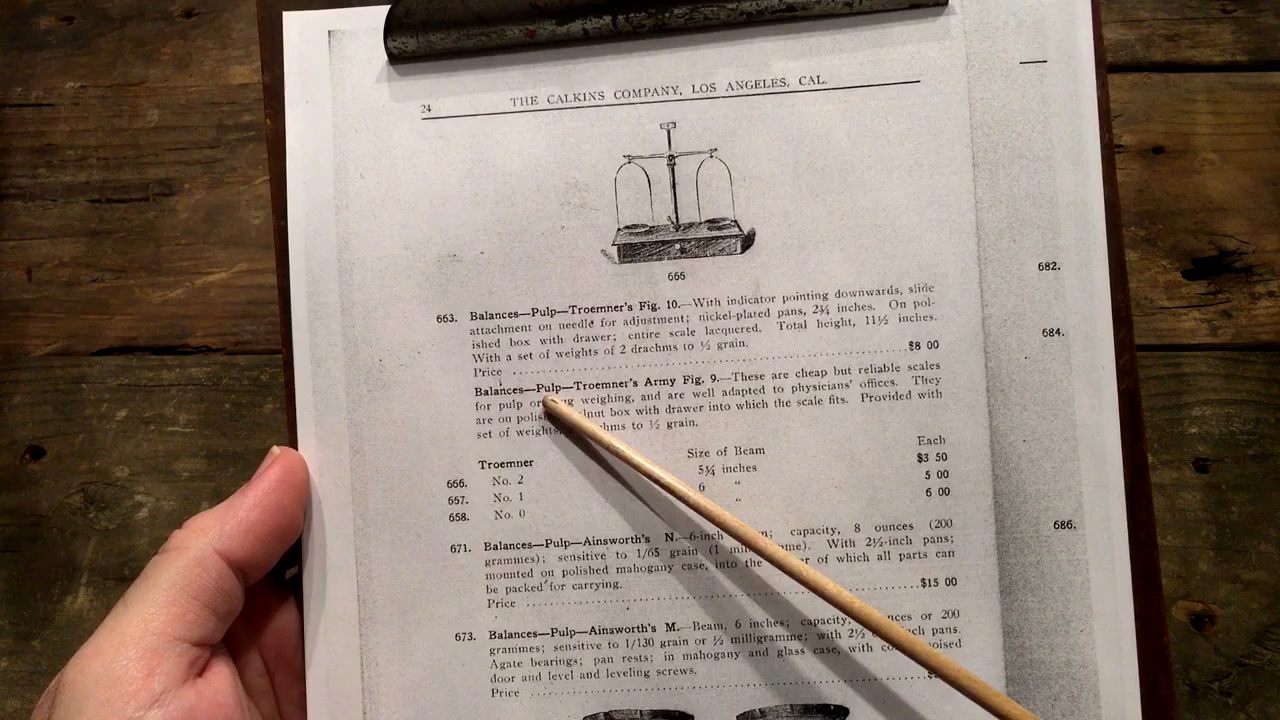 24 THE CALKINS COMPANY, LOS ANGELES, CAL.
665
663. Balances—Pulp—Troemner's Fig. 10.—With indicator pointing downwards, slide
attachment on needle for adjustment; nickel-plated pans, 2¾ inches. On pol-
ished box with drawer; entire scale lacquered. Total height, 11½ inches.
With a set of weights of 2 drachms to ½ grain.
Price ........ $8 00
Balances—Pulp—Troemner's Army Fig. 9.—These are cheap but reliable scales
for pulp or weighing, and are well adapted to physicians' offices. They
are on box with drawer into which the scale fits. Provided with
set of weights, to ½ grain.
Troemner Size of Beam Each
656. No. 2 5¼ inches $3 50
657. No. 1 6 " 5 00
658. No. 0 " 6 00
671. Balances—Pulp—Ainsworth's N.—6-inch capacity, 8 ounces (200
grammes); sensitive to 1/65 grain (1 With 2½-inch pans;
mounted on polished mahogany case, into the of which all parts can
be packed for carrying.
Price ........ $15 00
673. Balances—Pulp—Ainsworth's M.—Beam, 6 inches; capacity, or 200
grammes; sensitive to 1/130 grain or ½ milligramme; with 2½ pans.
Agate bearings; pan rests; in mahogany and glass case, with
door and level and leveling screws.
Price ........
682.
684.
686.